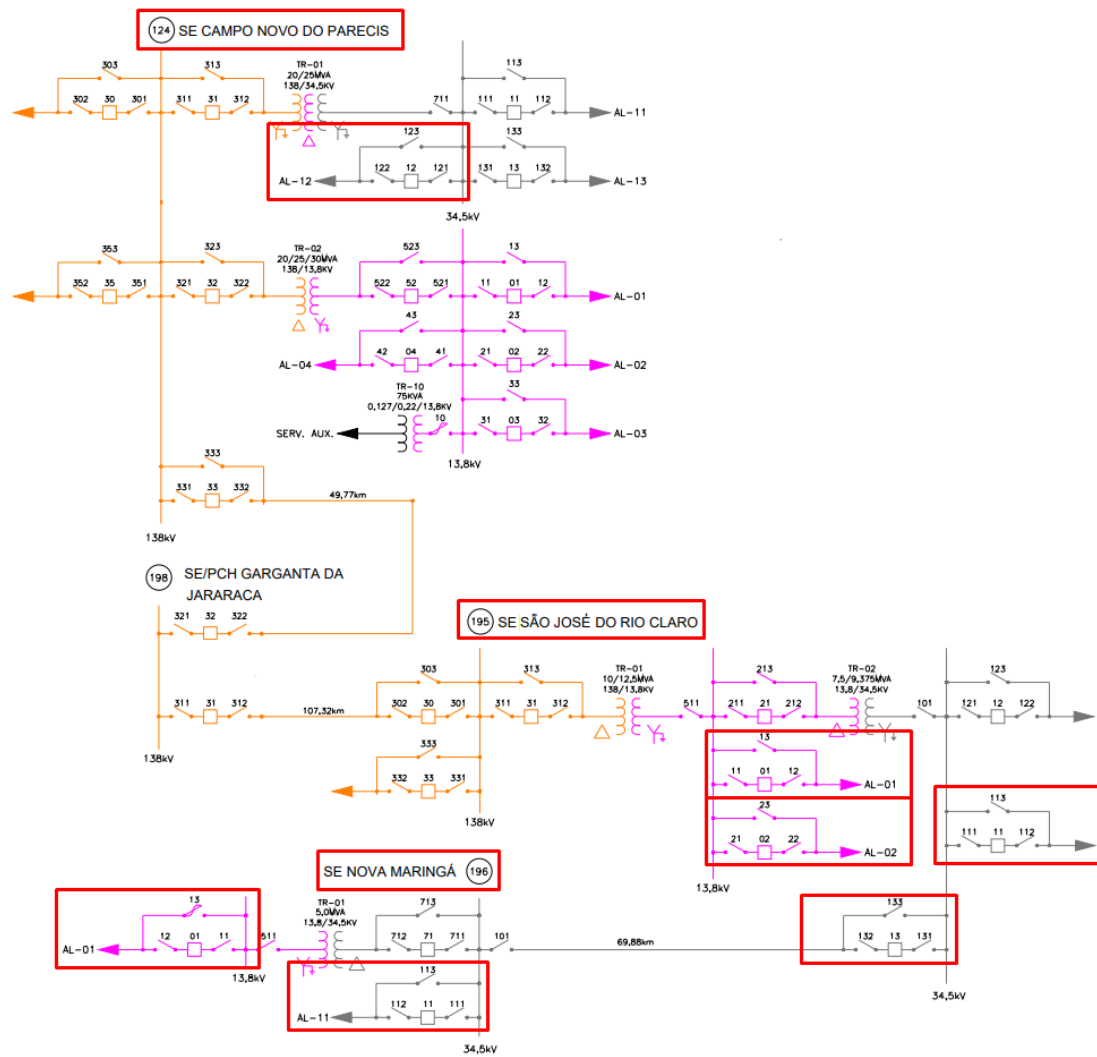 124 SE CAMPO NOVO DO PARECIS
TR-01
20/25MVA
138/34,5KV
303 313 113
302 30 301 311 31 312 711 111 11 112 AL-11
123 133
AL-12 122 12 121 131 13 132 AL-13
34,5kV
TR-02
20/25/30MVA
138/13,8KV
353 323 523 13
352 35 351 321 32 322 522 52 521 11 01 12 AL-01
43 23
AL-04 42 04 41 21 02 22 AL-02
TR-10
75KVA
0,127/0,22/13,8KV
33
10
SERV. AUX. 31 03 32 AL-03
13,8kV
333
331 33 332 49,77km
138kV
198 SE/PCH GARGANTA DA
JARARACA
321 32 322
195 SE SÃO JOSÉ DO RIO CLARO
TR-01
10/12,5MVA
138/13,8KV
TR-02
7,5/9,375MVA
13,8/34,5KV
303 313 213 123
311 31 312 107,32km 302 30 301 311 31 312 511 211 21 212 101 121 12 122
138kV
333 13
332 33 331 11 01 12 AL-01
138kV
23 113
21 02 22 AL-02 111 11 112
13,8kV
SE NOVA MARINGÁ 196
TR-01
5,0MVA
13,8/34,5KV
13 713 133
AL-01 12 01 11 511 712 71 711 101 69,88km 132 13 131
13,8kV 34,5kV
113
AL-11 112 11 111
34,5kV